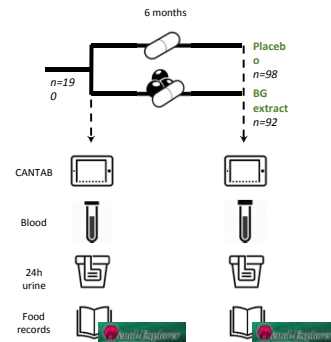 6 months
Placeb
o
n=98
n=19
0
BG
extract
n=92
CANTAB
Blood
24h
urine
Food
records